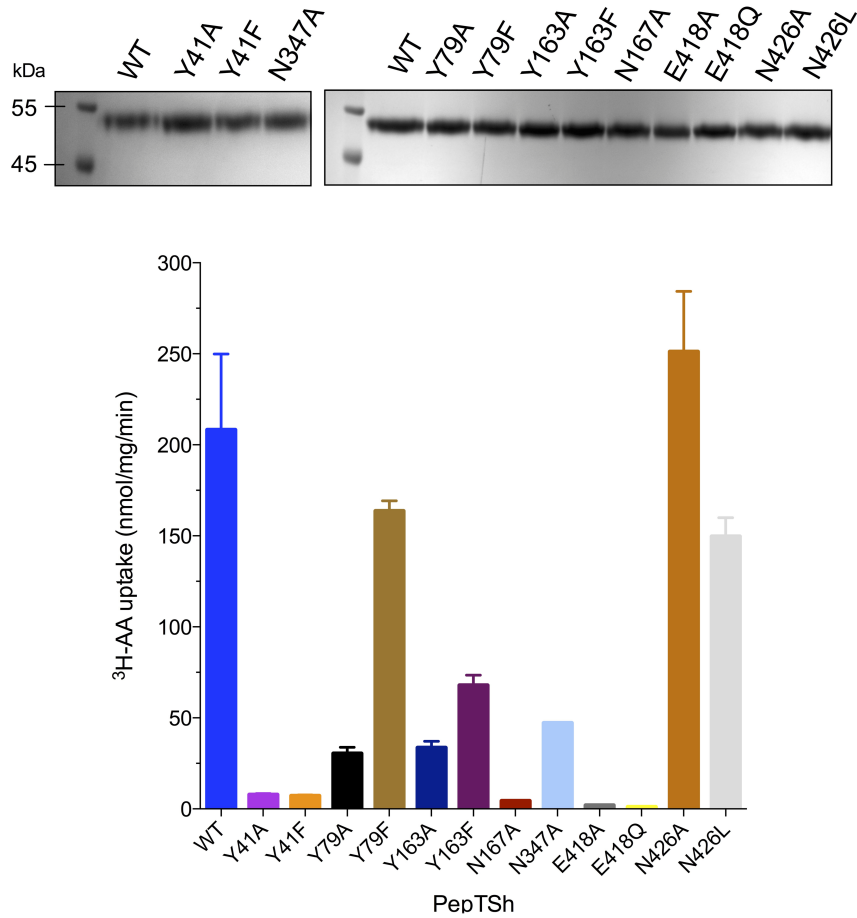 kDa
WT Y41A Y41F N347A
WT Y79A Y79F Y163A Y163F N167A E418A E418Q N426A N426L
55
45
300
250
200
150
100
50
0
³H-AA uptake (nmol/mg/min)
WT Y41A Y41F Y79A Y79F Y163A Y163F N167A N347A E418A E418Q N426A N426L
PepTSh